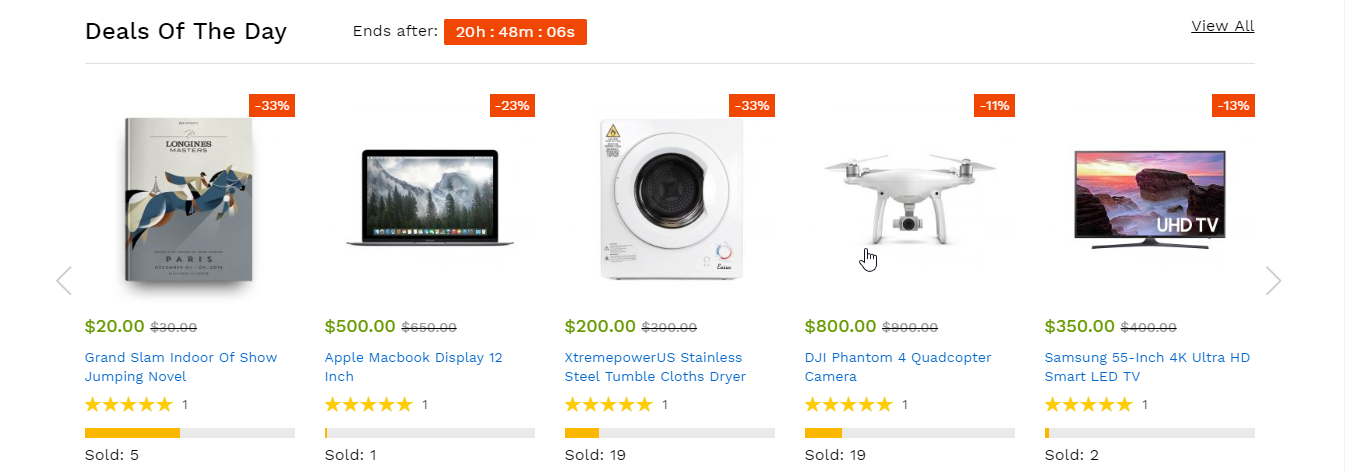 Deals Of The Day
Ends after: 20h : 48m : 06s
View All
-33%
-23%
-33%
-11%
-13%
LONGINES
MASTERS
PARIS
UHD TV
$20.00 $30.00
$500.00 $650.00
$200.00 $300.00
$800.00 $900.00
$350.00 $400.00
Grand Slam Indoor Of Show
Jumping Novel
Apple Macbook Display 12
Inch
XtremepowerUS Stainless
Steel Tumble Cloths Dryer
DJI Phantom 4 Quadcopter
Camera
Samsung 55-Inch 4K Ultra HD
Smart LED TV
1
1
1
1
1
Sold: 5
Sold: 1
Sold: 19
Sold: 19
Sold: 2